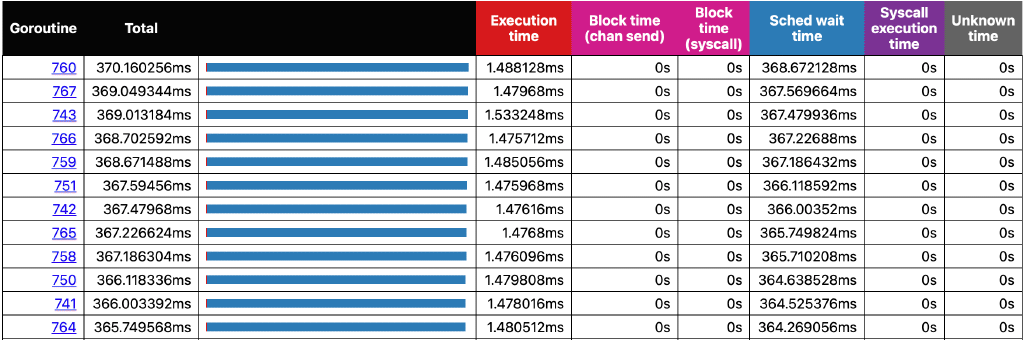 Goroutine Total Execution time Block time (chan send) Block time (syscall) Sched wait time Syscall execution time Unknown time
760 370.160256ms 1.488128ms 0s 0s 368.672128ms 0s 0s
767 369.049344ms 1.47968ms 0s 0s 367.569664ms 0s 0s
743 369.013184ms 1.533248ms 0s 0s 367.479936ms 0s 0s
766 368.702592ms 1.475712ms 0s 0s 367.22688ms 0s 0s
759 368.671488ms 1.485056ms 0s 0s 367.186432ms 0s 0s
751 367.59456ms 1.475968ms 0s 0s 366.118592ms 0s 0s
742 367.47968ms 1.47616ms 0s 0s 366.00352ms 0s 0s
765 367.226624ms 1.4768ms 0s 0s 365.749824ms 0s 0s
758 367.186304ms 1.476096ms 0s 0s 365.710208ms 0s 0s
750 366.118336ms 1.479808ms 0s 0s 364.638528ms 0s 0s
741 366.003392ms 1.478016ms 0s 0s 364.525376ms 0s 0s
764 365.749568ms 1.480512ms 0s 0s 364.269056ms 0s 0s